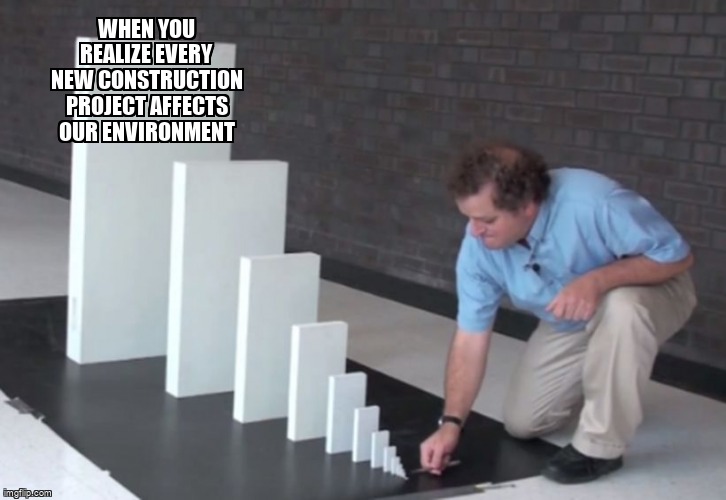 WHEN YOU
REALIZE EVERY
NEW CONSTRUCTION
PROJECT AFFECTS
OUR ENVIRONMENT
imgflip.com